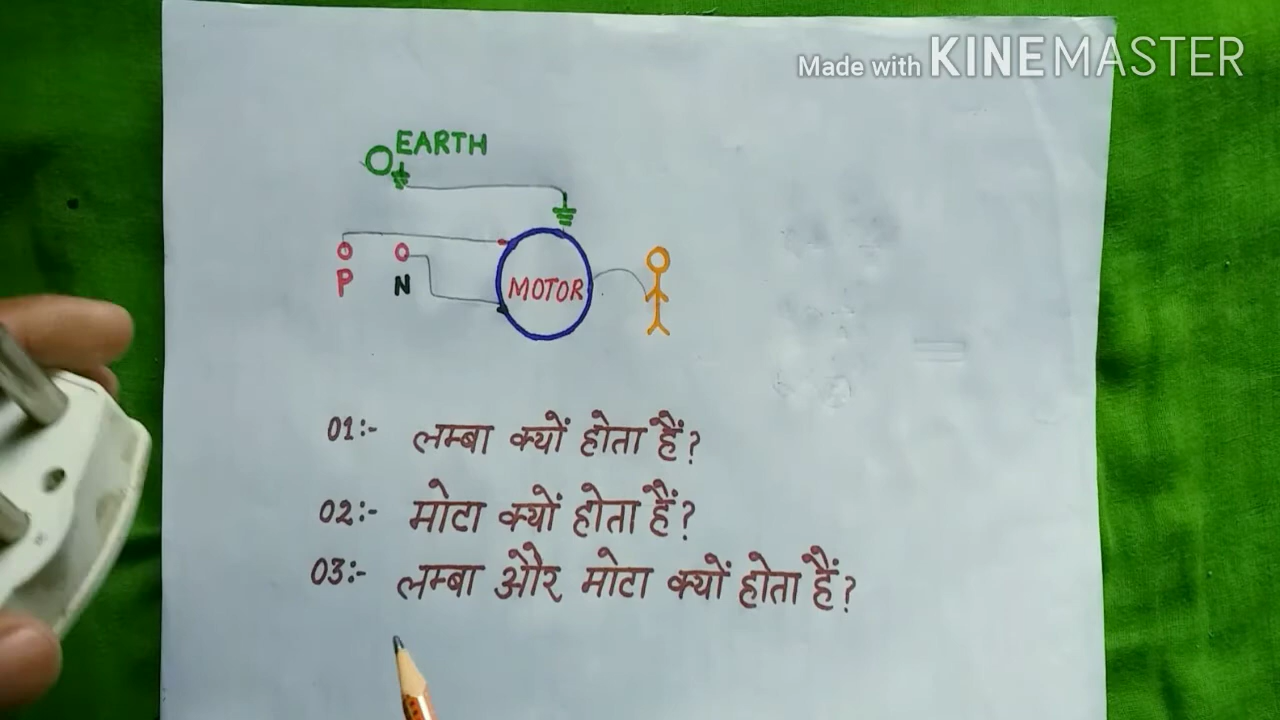 Made with KINEMASTER
EARTH
P N
MOTOR
01:- लम्बा क्यों होता हैं?
02:- मोटा क्यों होता हैं?
03:- लम्बा और मोटा क्यों होता हैं?